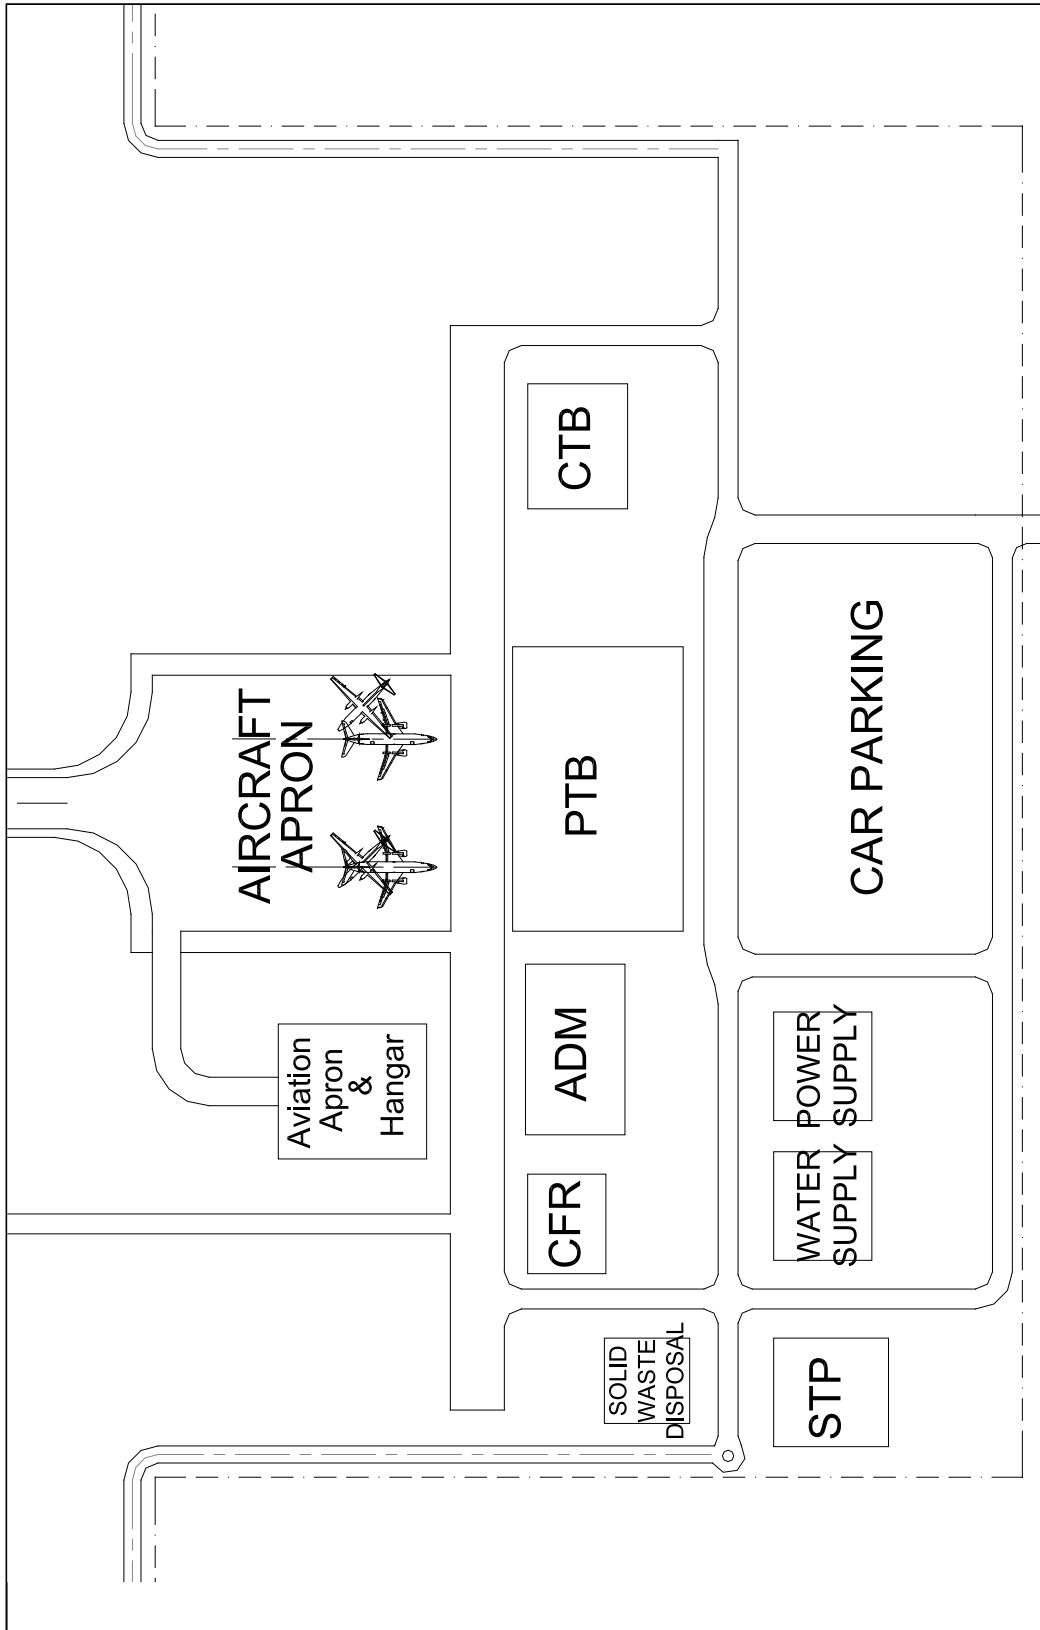 AIRCRAFT
APRON
Aviation
Apron
&
Hangar
CFR
ADM
PTB
CTB
SOLID
WASTE
DISPOSAL
STP
WATER
SUPPLY
POWER
SUPPLY
CAR PARKING